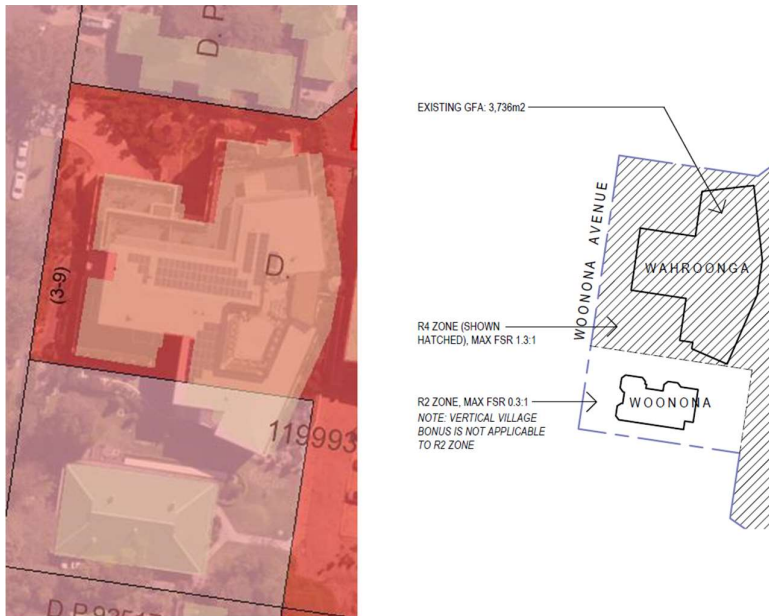 D. P
(3-9)
D.
119993
D.P.92517
EXISTING GFA: 3,736m2
WOONONA AVENUE
WAHROONGA
R4 ZONE (SHOWN
HATCHED), MAX FSR 1.3:1
R2 ZONE, MAX FSR 0.3:1
NOTE: VERTICAL VILLAGE
BONUS IS NOT APPLICABLE
TO R2 ZONE
WOONONA